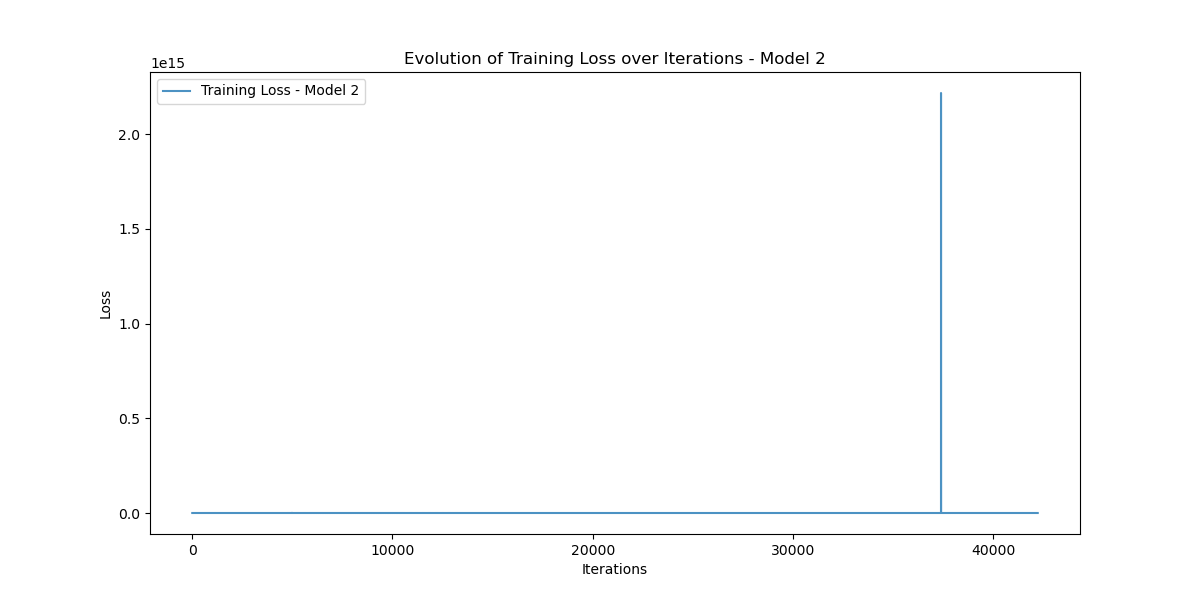 Evolution of Training Loss over Iterations - Model 2
1e15
Training Loss - Model 2
2.0
1.5
1.0
0.5
0.0
Loss
0 10000 20000 30000 40000
Iterations